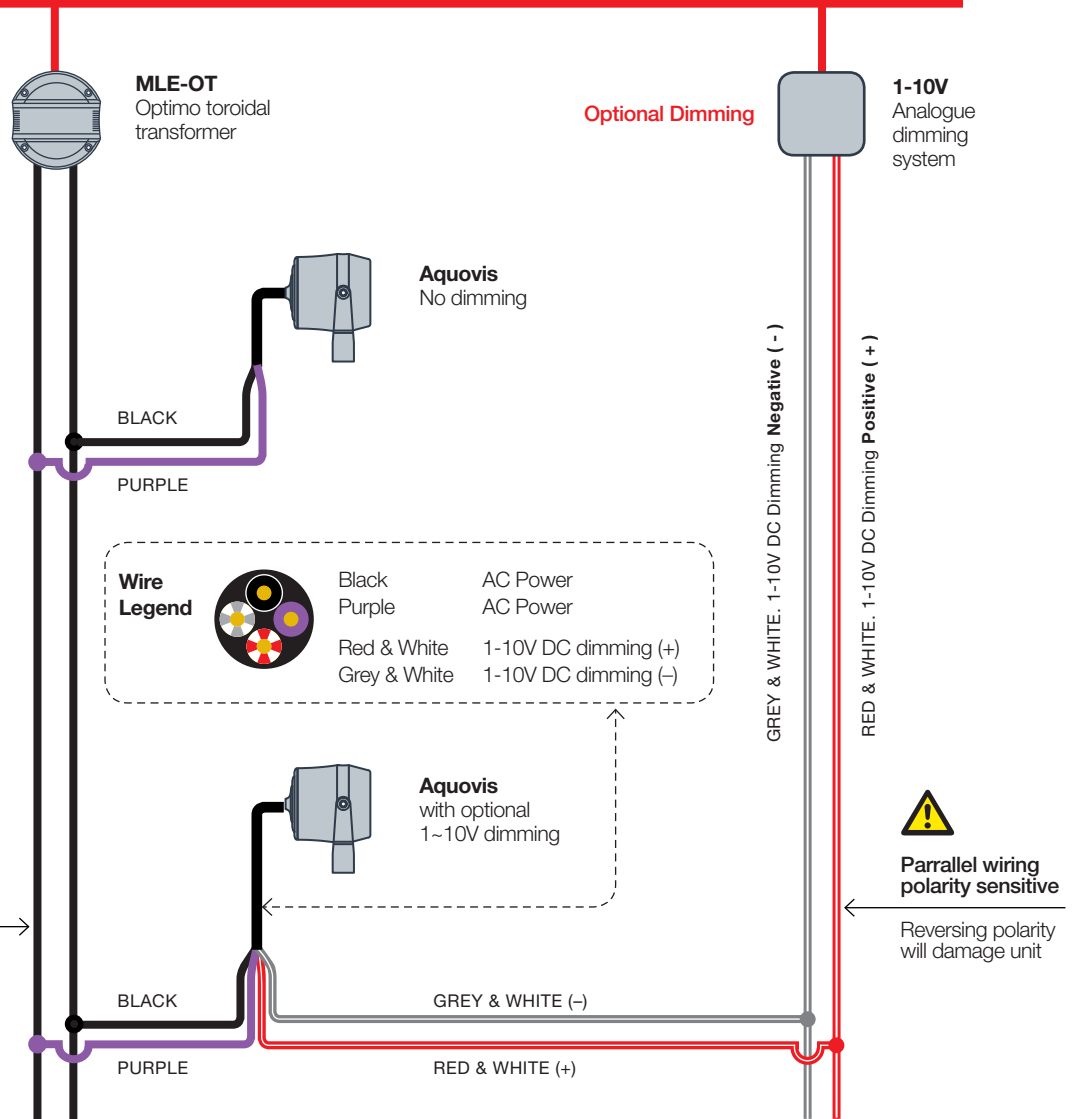 MLE-OT
Optimo toroidal
transformer
Optional Dimming
1-10V
Analogue
dimming
system
Aquovis
No dimming
BLACK
PURPLE
GREY & WHITE. 1-10V DC Dimming Negative ( - )
RED & WHITE. 1-10V DC Dimming Positive ( + )
Wire
Legend
Black AC Power
Purple AC Power
Red & White 1-10V DC dimming (+)
Grey & White 1-10V DC dimming (–)
Aquovis
with optional
1~10V dimming
Parrallel wiring
polarity sensitive
Reversing polarity
will damage unit
BLACK
GREY & WHITE (–)
PURPLE
RED & WHITE (+)